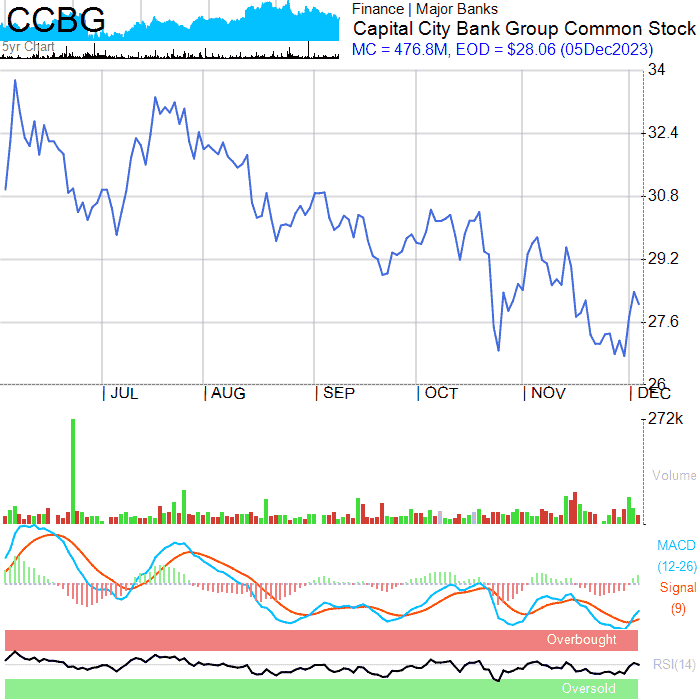 CCBG
5yr Chart
Finance | Major Banks
Capital City Bank Group Common Stock
MC = 476.8M, EOD = $28.06 (05Dec2023)
34
32.4
30.8
29.2
27.6
26
| JUL | AUG | SEP | OCT | NOV | DEC
272k
Volume
MACD
(12-26)
Signal
(9)
Overbought
RSI(14)
Oversold